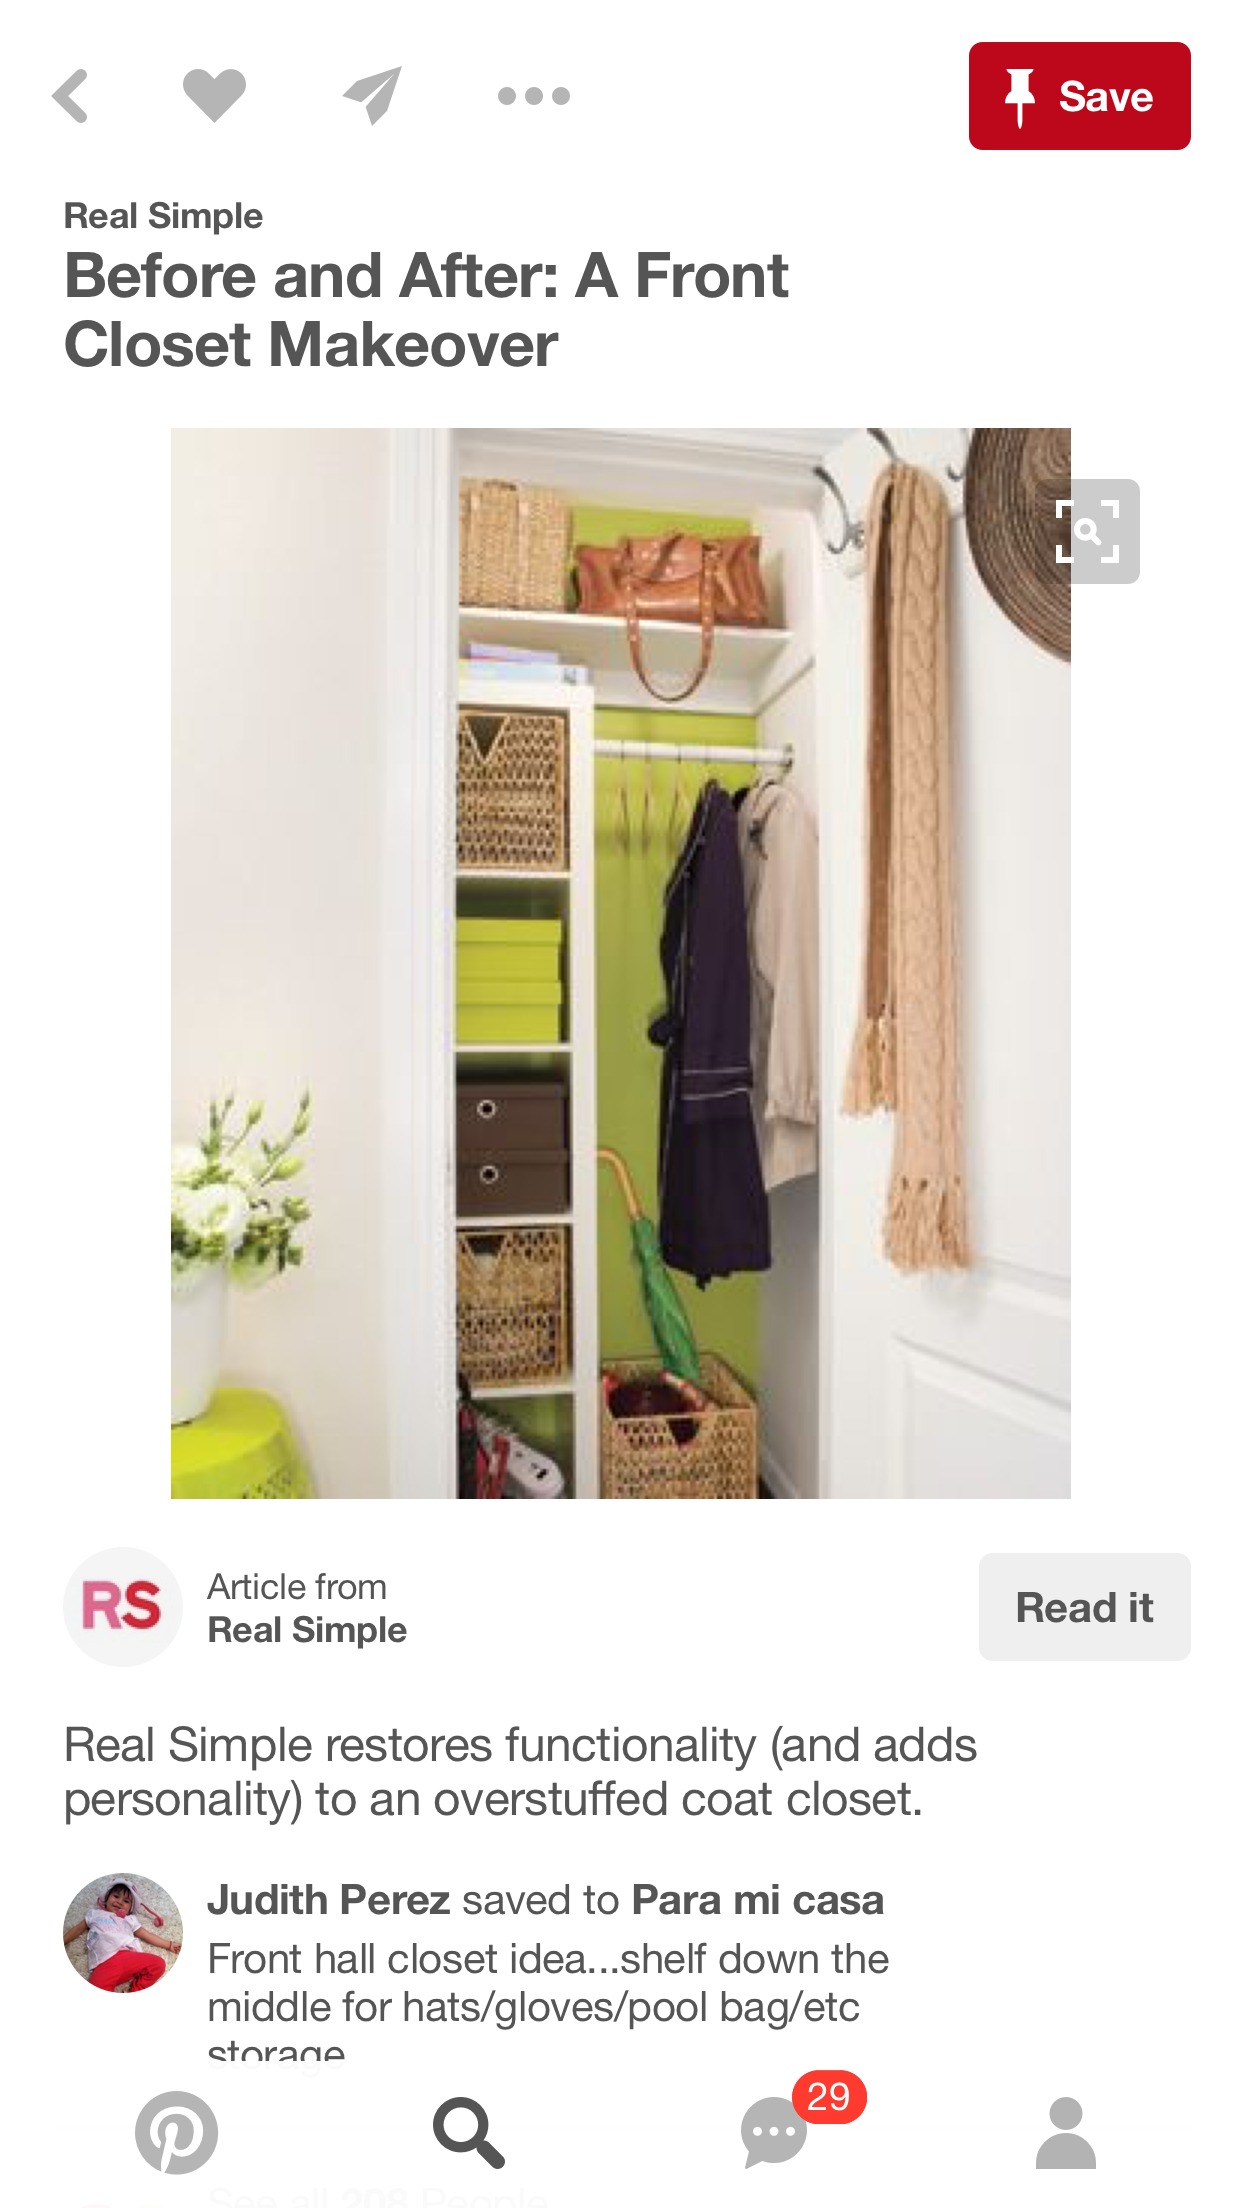 Save
Real Simple
Before and After: A Front
Closet Makeover
RS
Article from
Real Simple
Read it
Real Simple restores functionality (and adds
personality) to an overstuffed coat closet.
Judith Perez saved to Para mi casa
Front hall closet idea...shelf down the
middle for hats/gloves/pool bag/etc
storage
29
See all 208 People